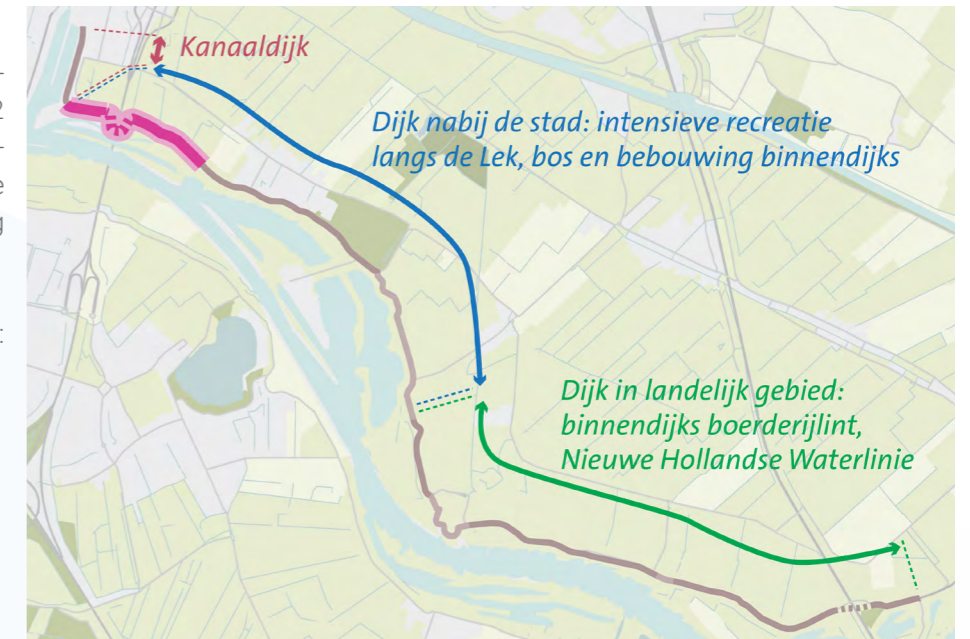 Kanaaldijk
Dijk nabij de stad: intensieve recreatie
langs de Lek, bos en bebouwing binnendijks
Dijk in landelijk gebied:
binnendijks boerderijlint,
Nieuwe Hollandse Waterlinie